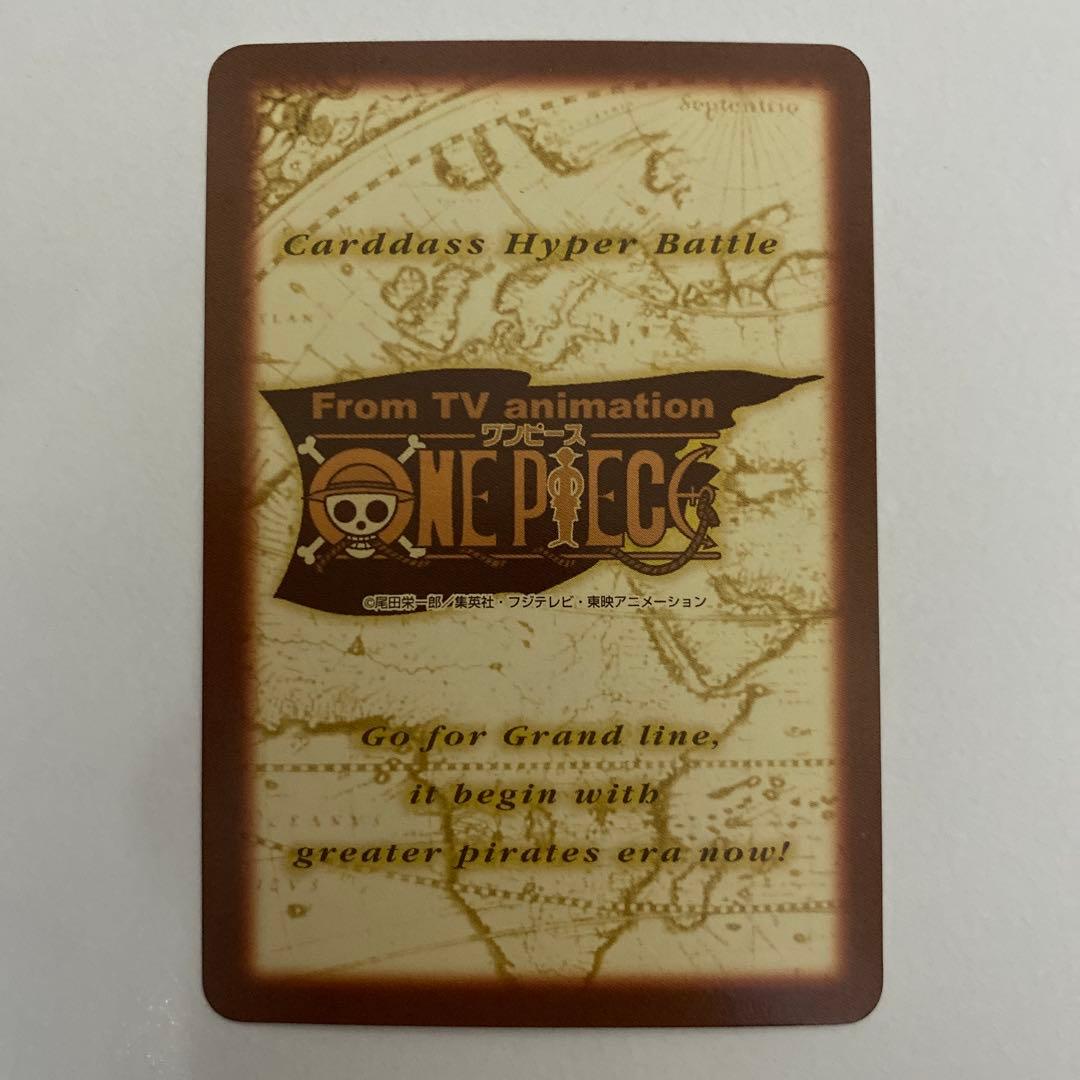 Septentrio
Carddass Hyper Battle
From TV animation
ワンピース
ONE PIECE
©尾田栄一郎／集英社・フジテレビ・東映アニメーション
Go for Grand line,
it begin with
greater pirates era now!